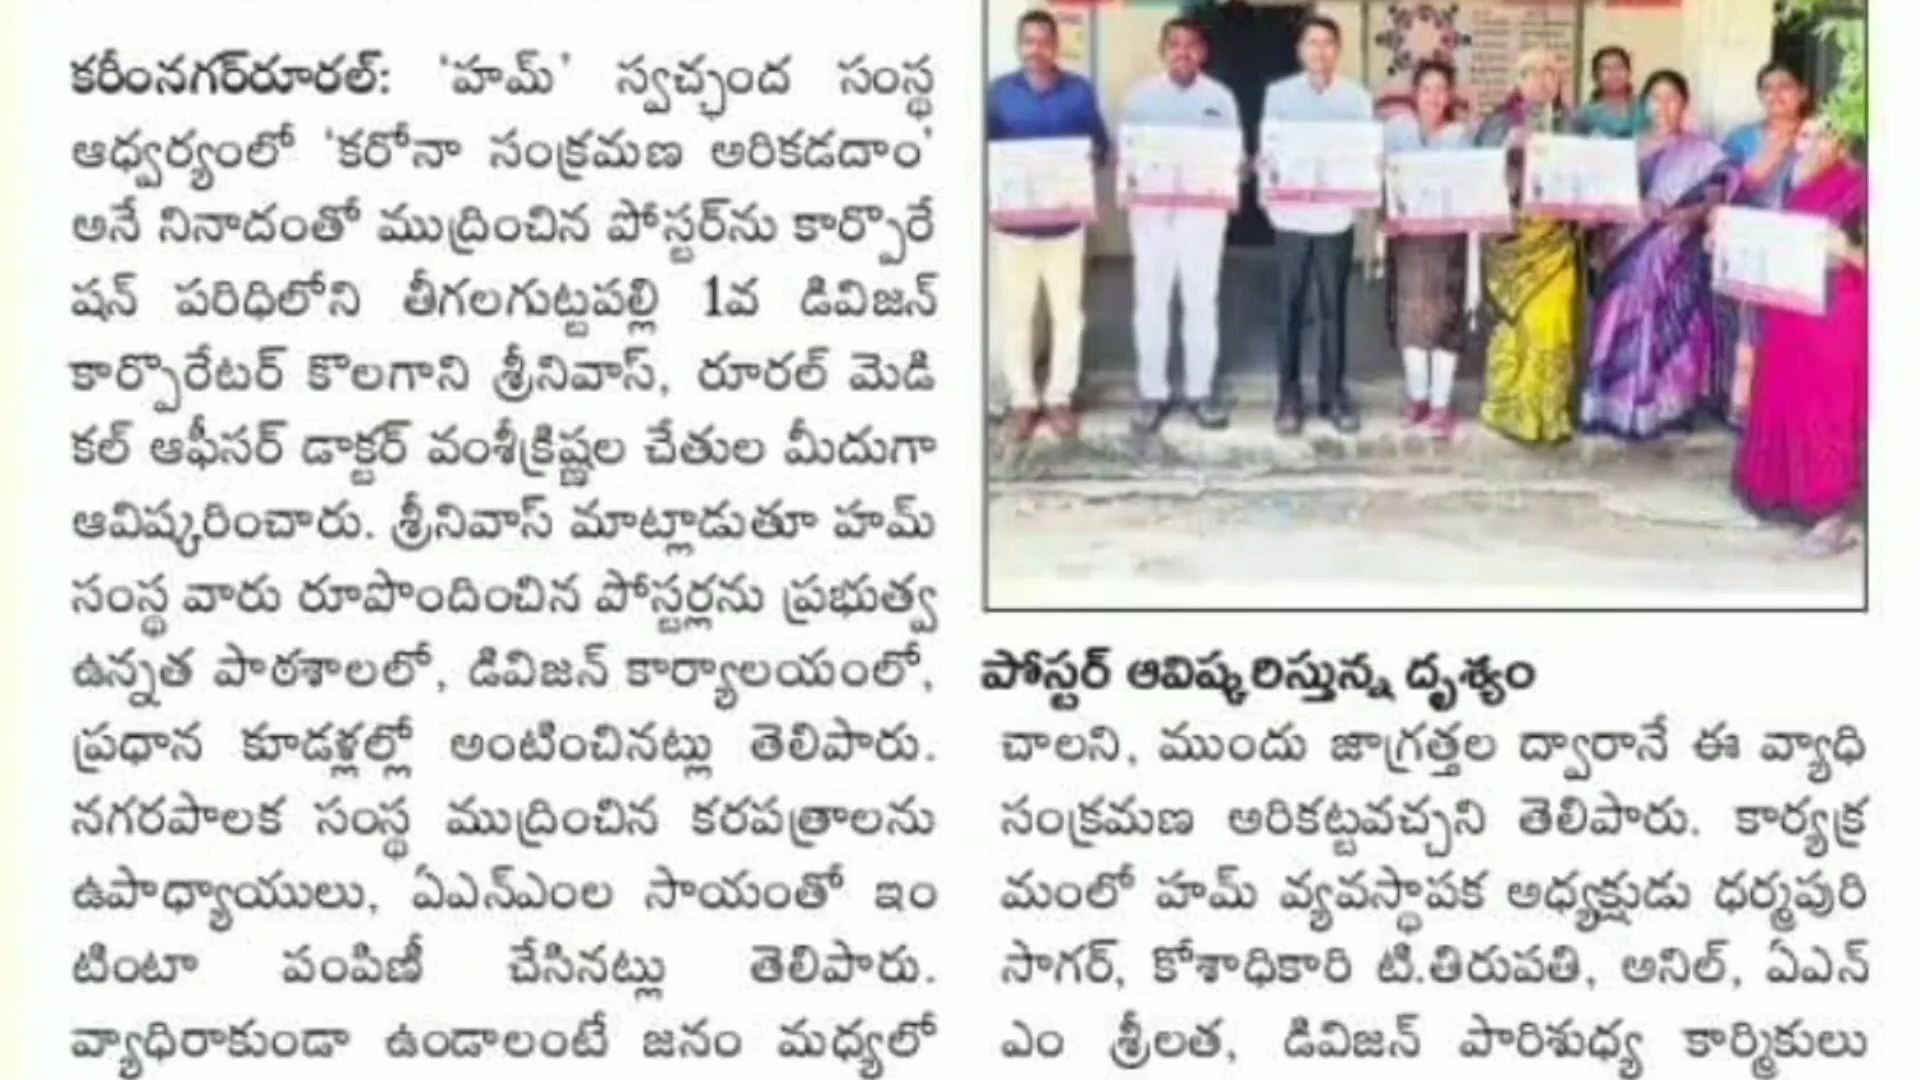 కరీంనగర్‌రూరల్: ‘హమ్’ స్వచ్ఛంద సంస్థ
ఆధ్వర్యంలో ‘కరోనా సంక్రమణ అరికడదాం’
అనే నినాదంతో ముద్రించిన పోస్టర్‌ను కార్పొరే
షన్ పరిధిలోని తీగలగుట్టపల్లి 1వ డివిజన్
కార్పొరేటర్ కొలగాని శ్రీనివాస్, రూరల్ మెడి
కల్ ఆఫీసర్ డాక్టర్ వంశీక్రిష్ణల చేతుల మీదుగా
ఆవిష్కరించారు. శ్రీనివాస్ మాట్లాడుతూ హమ్
సంస్థ వారు రూపొందించిన పోస్టర్లను ప్రభుత్వ
ఉన్నత పాఠశాలలో, డివిజన్ కార్యాలయంలో,
ప్రధాన కూడళ్లల్లో అంటించినట్లు తెలిపారు.
నగరపాలక సంస్థ ముద్రించిన కరపత్రాలను
ఉపాధ్యాయులు, ఏఎన్ఎంల సాయంతో ఇం
టింటా పంపిణీ చేసినట్లు తెలిపారు.
వ్యాధిరాకుండా ఉండాలంటే జనం మధ్యలో
పోస్టర్ ఆవిష్కరిస్తున్న దృశ్యం
చాలని, ముందు జాగ్రత్తల ద్వారానే ఈ వ్యాధి
సంక్రమణ అరికట్టవచ్చని తెలిపారు. కార్యక్ర
మంలో హమ్ వ్యవస్థాపక అధ్యక్షుడు ధర్మపురి
సాగర్, కోశాధికారి టి.తిరుపతి, అనిల్, ఏఎన్
ఎం శ్రీలత, డివిజన్ పారిశుధ్య కార్మికులు